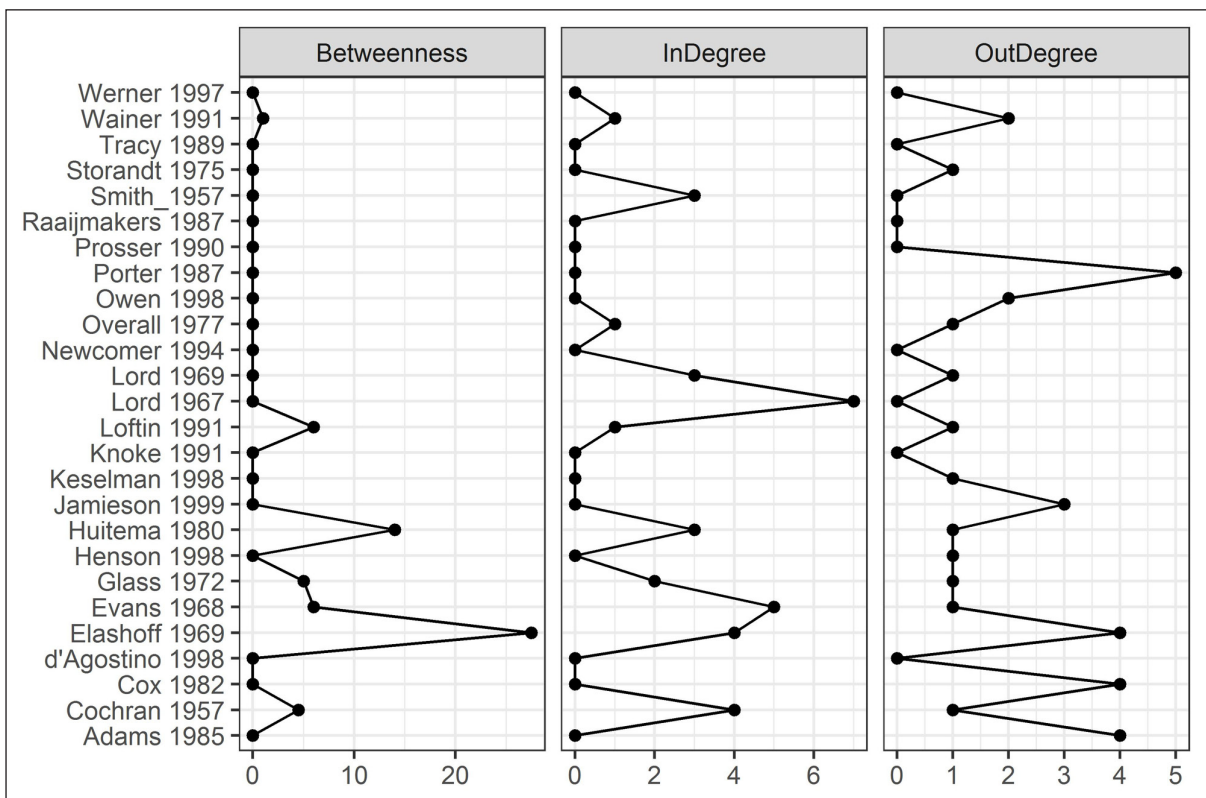 Betweenness InDegree OutDegree
Werner 1997
Wainer 1991
Tracy 1989
Storandt 1975
Smith_1957
Raaijmakers 1987
Prosser 1990
Porter 1987
Owen 1998
Overall 1977
Newcomer 1994
Lord 1969
Lord 1967
Loftin 1991
Knoke 1991
Keselman 1998
Jamieson 1999
Huitema 1980
Henson 1998
Glass 1972
Evans 1968
Elashoff 1969
d'Agostino 1998
Cox 1982
Cochran 1957
Adams 1985
0 10 20 0 2 4 6 0 1 2 3 4 5